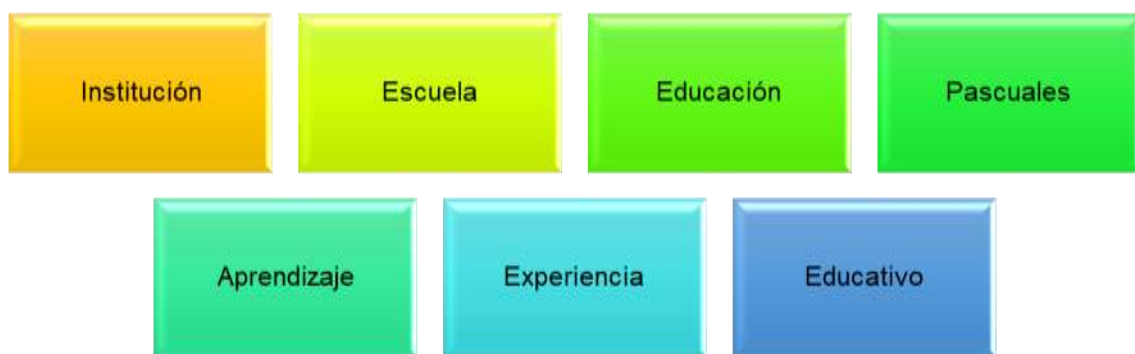 Institución
Escuela
Educación
Pascuales
Aprendizaje
Experiencia
Educativo